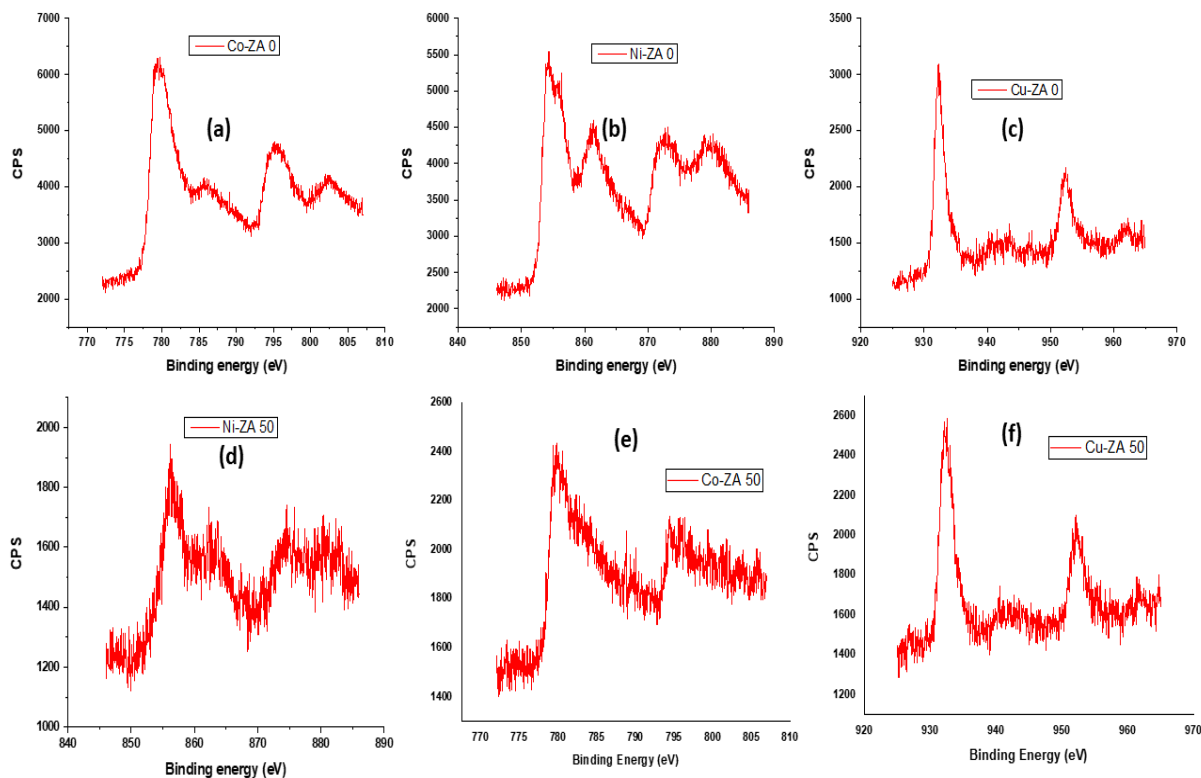 7000
6000
5000
4000
3000
2000
CPS
Co-ZA 0
(a)
770 775 780 785 790 795 800 805 810
Binding energy (eV)
6000
5500
5000
4500
4000
3500
3000
2500
2000
CPS
Ni-ZA 0
(b)
840 850 860 870 880 890
Binding energy (eV)
3500
3000
2500
2000
1500
1000
750
CPS
Cu-ZA 0
(c)
920 930 940 950 960 970
Binding energy (eV)
2000
1800
1600
1400
1200
1000
CPS
Ni-ZA 50
(d)
840 850 860 870 880 890
Binding energy (eV)
2600
2400
2200
2000
1800
1600
1400
CPS
(e)
Co-ZA 50
770 780 790 800 810
Binding Energy (eV)
2600
2400
2200
2000
1800
1600
1400
1200
CPS
(f)
Cu-ZA 50
920 930 940 950 960 970
Binding Energy (eV)